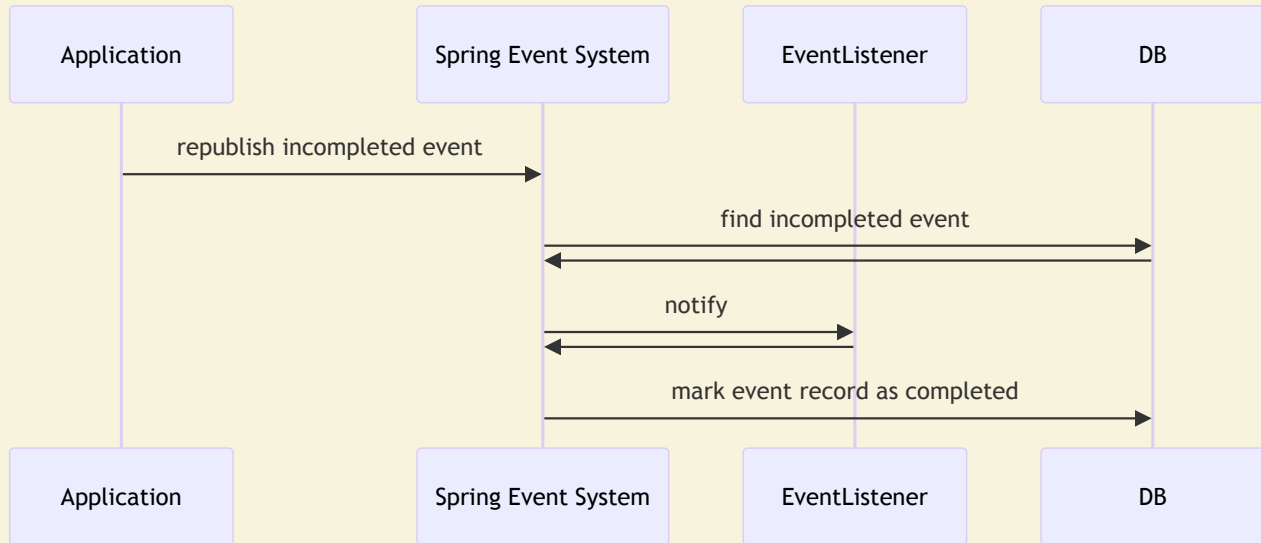 Application
Spring Event System
EventListener
DB
republish incompleted event
find incompleted event
notify
mark event record as completed
Application
Spring Event System
EventListener
DB